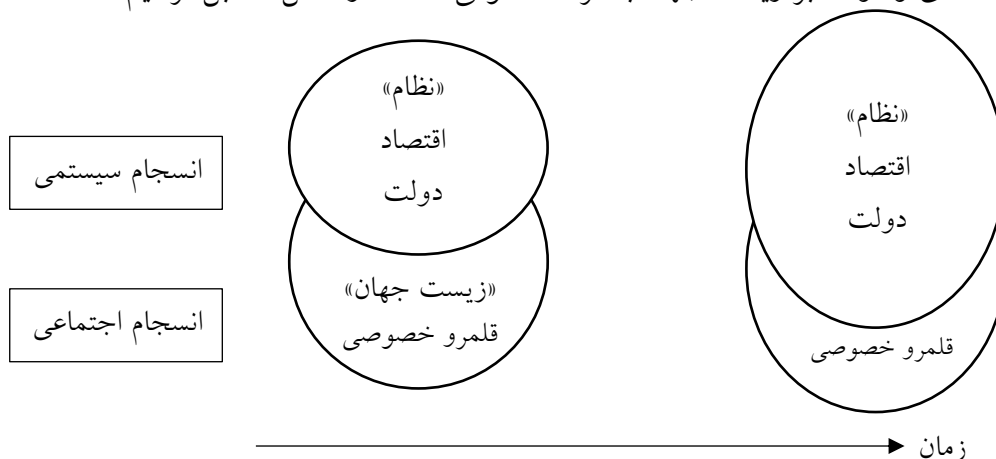 «نظام»
اقتصاد
دولت
«نظام»
اقتصاد
دولت
انسجام سیستمی
«زیست جهان»
قلمرو خصوصی
قلمرو خصوصی
انسجام اجتماعی
زمان